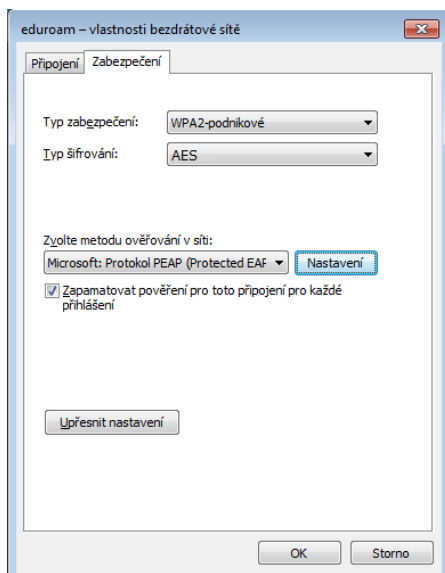 eduroam – vlastnosti bezdrátové sítě
Připojení
Zabezpečení
Typ zabezpečení:
WPA2-podnikové
Typ šifrování:
AES
Zvolte metodu ověřování v síti:
Microsoft: Protokol PEAP (Protected EAP
Nastavení
Zapamatovat pověření pro toto připojení pro každé
přihlášení
Upřesnit nastavení
OK
Storno